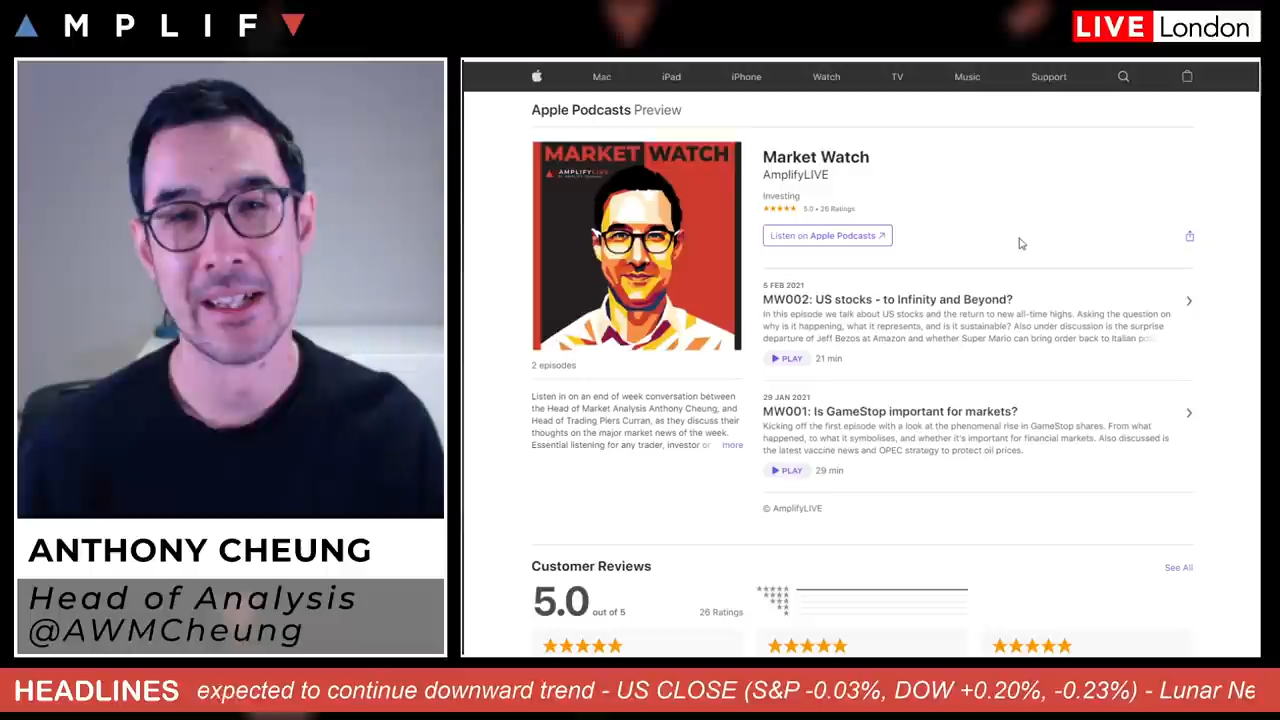 AMPLIFY
LIVE London
Mac iPad iPhone Watch TV Music Support
Apple Podcasts Preview
MARKET WATCH
AMPLIFYLIVE
2 episodes
Listen in on an end of week conversation between
the Head of Market Analysis Anthony Cheung, and
Head of Trading Piers Curran, as they discuss their
thoughts on the major market news of the week.
Essential listening for any trader, investor or more
Market Watch
AmplifyLIVE
Investing
★★★★★ 5.0 • 26 Ratings
Listen on Apple Podcasts ↗
5 FEB 2021
MW002: US stocks - to Infinity and Beyond?
In this episode we talk about US stocks and the return to new all-time highs. Asking the question on
why is it happening, what it represents, and is it sustainable? Also under discussion is the surprise
departure of Jeff Bezos at Amazon and whether Super Mario can bring order back to Italian
PLAY 21 min
29 JAN 2021
MW001: Is GameStop important for markets?
Kicking off the first episode with a look at the phenomenal rise in GameStop shares. From what
happened, to what it symbolises, and whether it's important for financial markets. Also discussed is
the latest vaccine news and OPEC strategy to protect oil prices.
PLAY 29 min
© AmplifyLIVE
Customer Reviews See All
5.0 out of 5 26 Ratings
ANTHONY CHEUNG
Head of Analysis
@AWMCheung
HEADLINES expected to continue downward trend - US CLOSE (S&P -0.03%, DOW +0.20%, -0.23%) - Lunar Ne